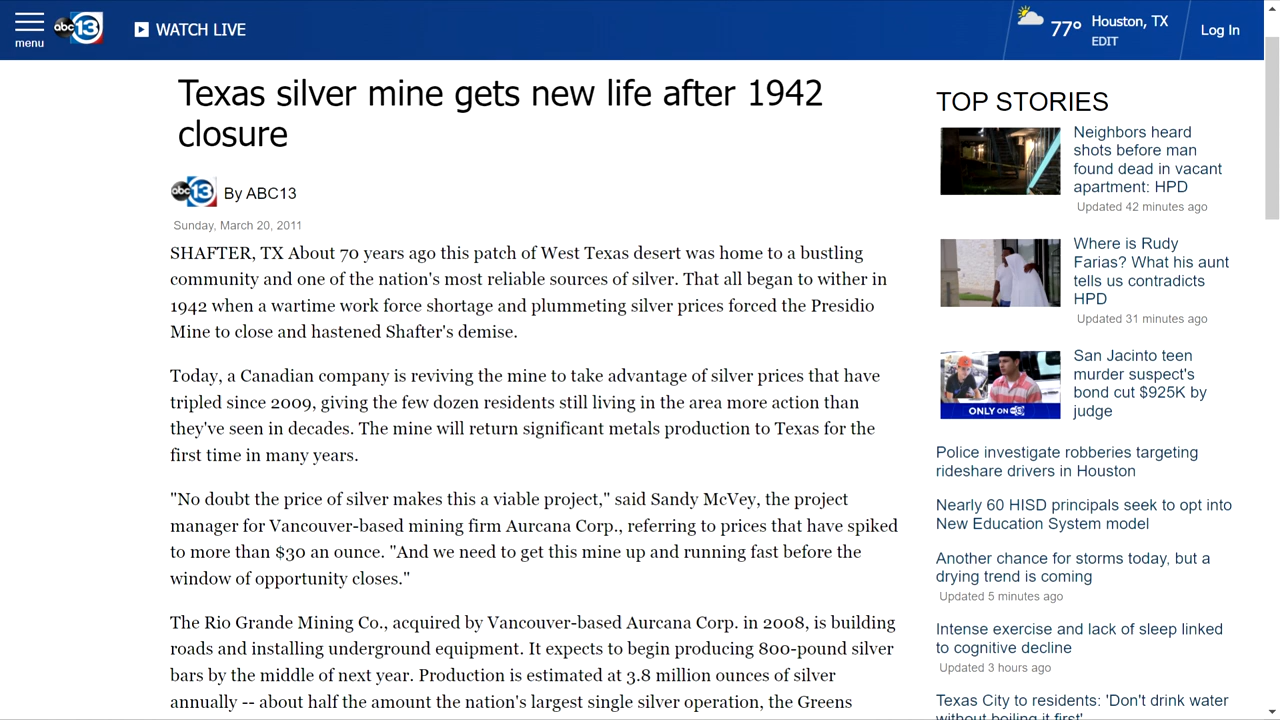 menu
abc 13
WATCH LIVE
77°
Houston, TX
EDIT
Log In
Texas silver mine gets new life after 1942
closure
abc 13
By ABC13
Sunday, March 20, 2011
SHAFTER, TX About 70 years ago this patch of West Texas desert was home to a bustling
community and one of the nation's most reliable sources of silver. That all began to wither in
1942 when a wartime work force shortage and plummeting silver prices forced the Presidio
Mine to close and hastened Shafter's demise.
Today, a Canadian company is reviving the mine to take advantage of silver prices that have
tripled since 2009, giving the few dozen residents still living in the area more action than
they've seen in decades. The mine will return significant metals production to Texas for the
first time in many years.
"No doubt the price of silver makes this a viable project," said Sandy McVey, the project
manager for Vancouver-based mining firm Aurcana Corp., referring to prices that have spiked
to more than $30 an ounce. "And we need to get this mine up and running fast before the
window of opportunity closes."
The Rio Grande Mining Co., acquired by Vancouver-based Aurcana Corp. in 2008, is building
roads and installing underground equipment. It expects to begin producing 800-pound silver
bars by the middle of next year. Production is estimated at 3.8 million ounces of silver
annually -- about half the amount the nation's largest single silver operation, the Greens
TOP STORIES
Neighbors heard
shots before man
found dead in vacant
apartment: HPD
Updated 42 minutes ago
Where is Rudy
Farias? What his aunt
tells us contradicts
HPD
Updated 31 minutes ago
ONLY ON 13
San Jacinto teen
murder suspect's
bond cut $925K by
judge
Police investigate robberies targeting
rideshare drivers in Houston
Nearly 60 HISD principals seek to opt into
New Education System model
Another chance for storms today, but a
drying trend is coming
Updated 5 minutes ago
Intense exercise and lack of sleep linked
to cognitive decline
Updated 3 hours ago
Texas City to residents: 'Don't drink water
without boiling it first'